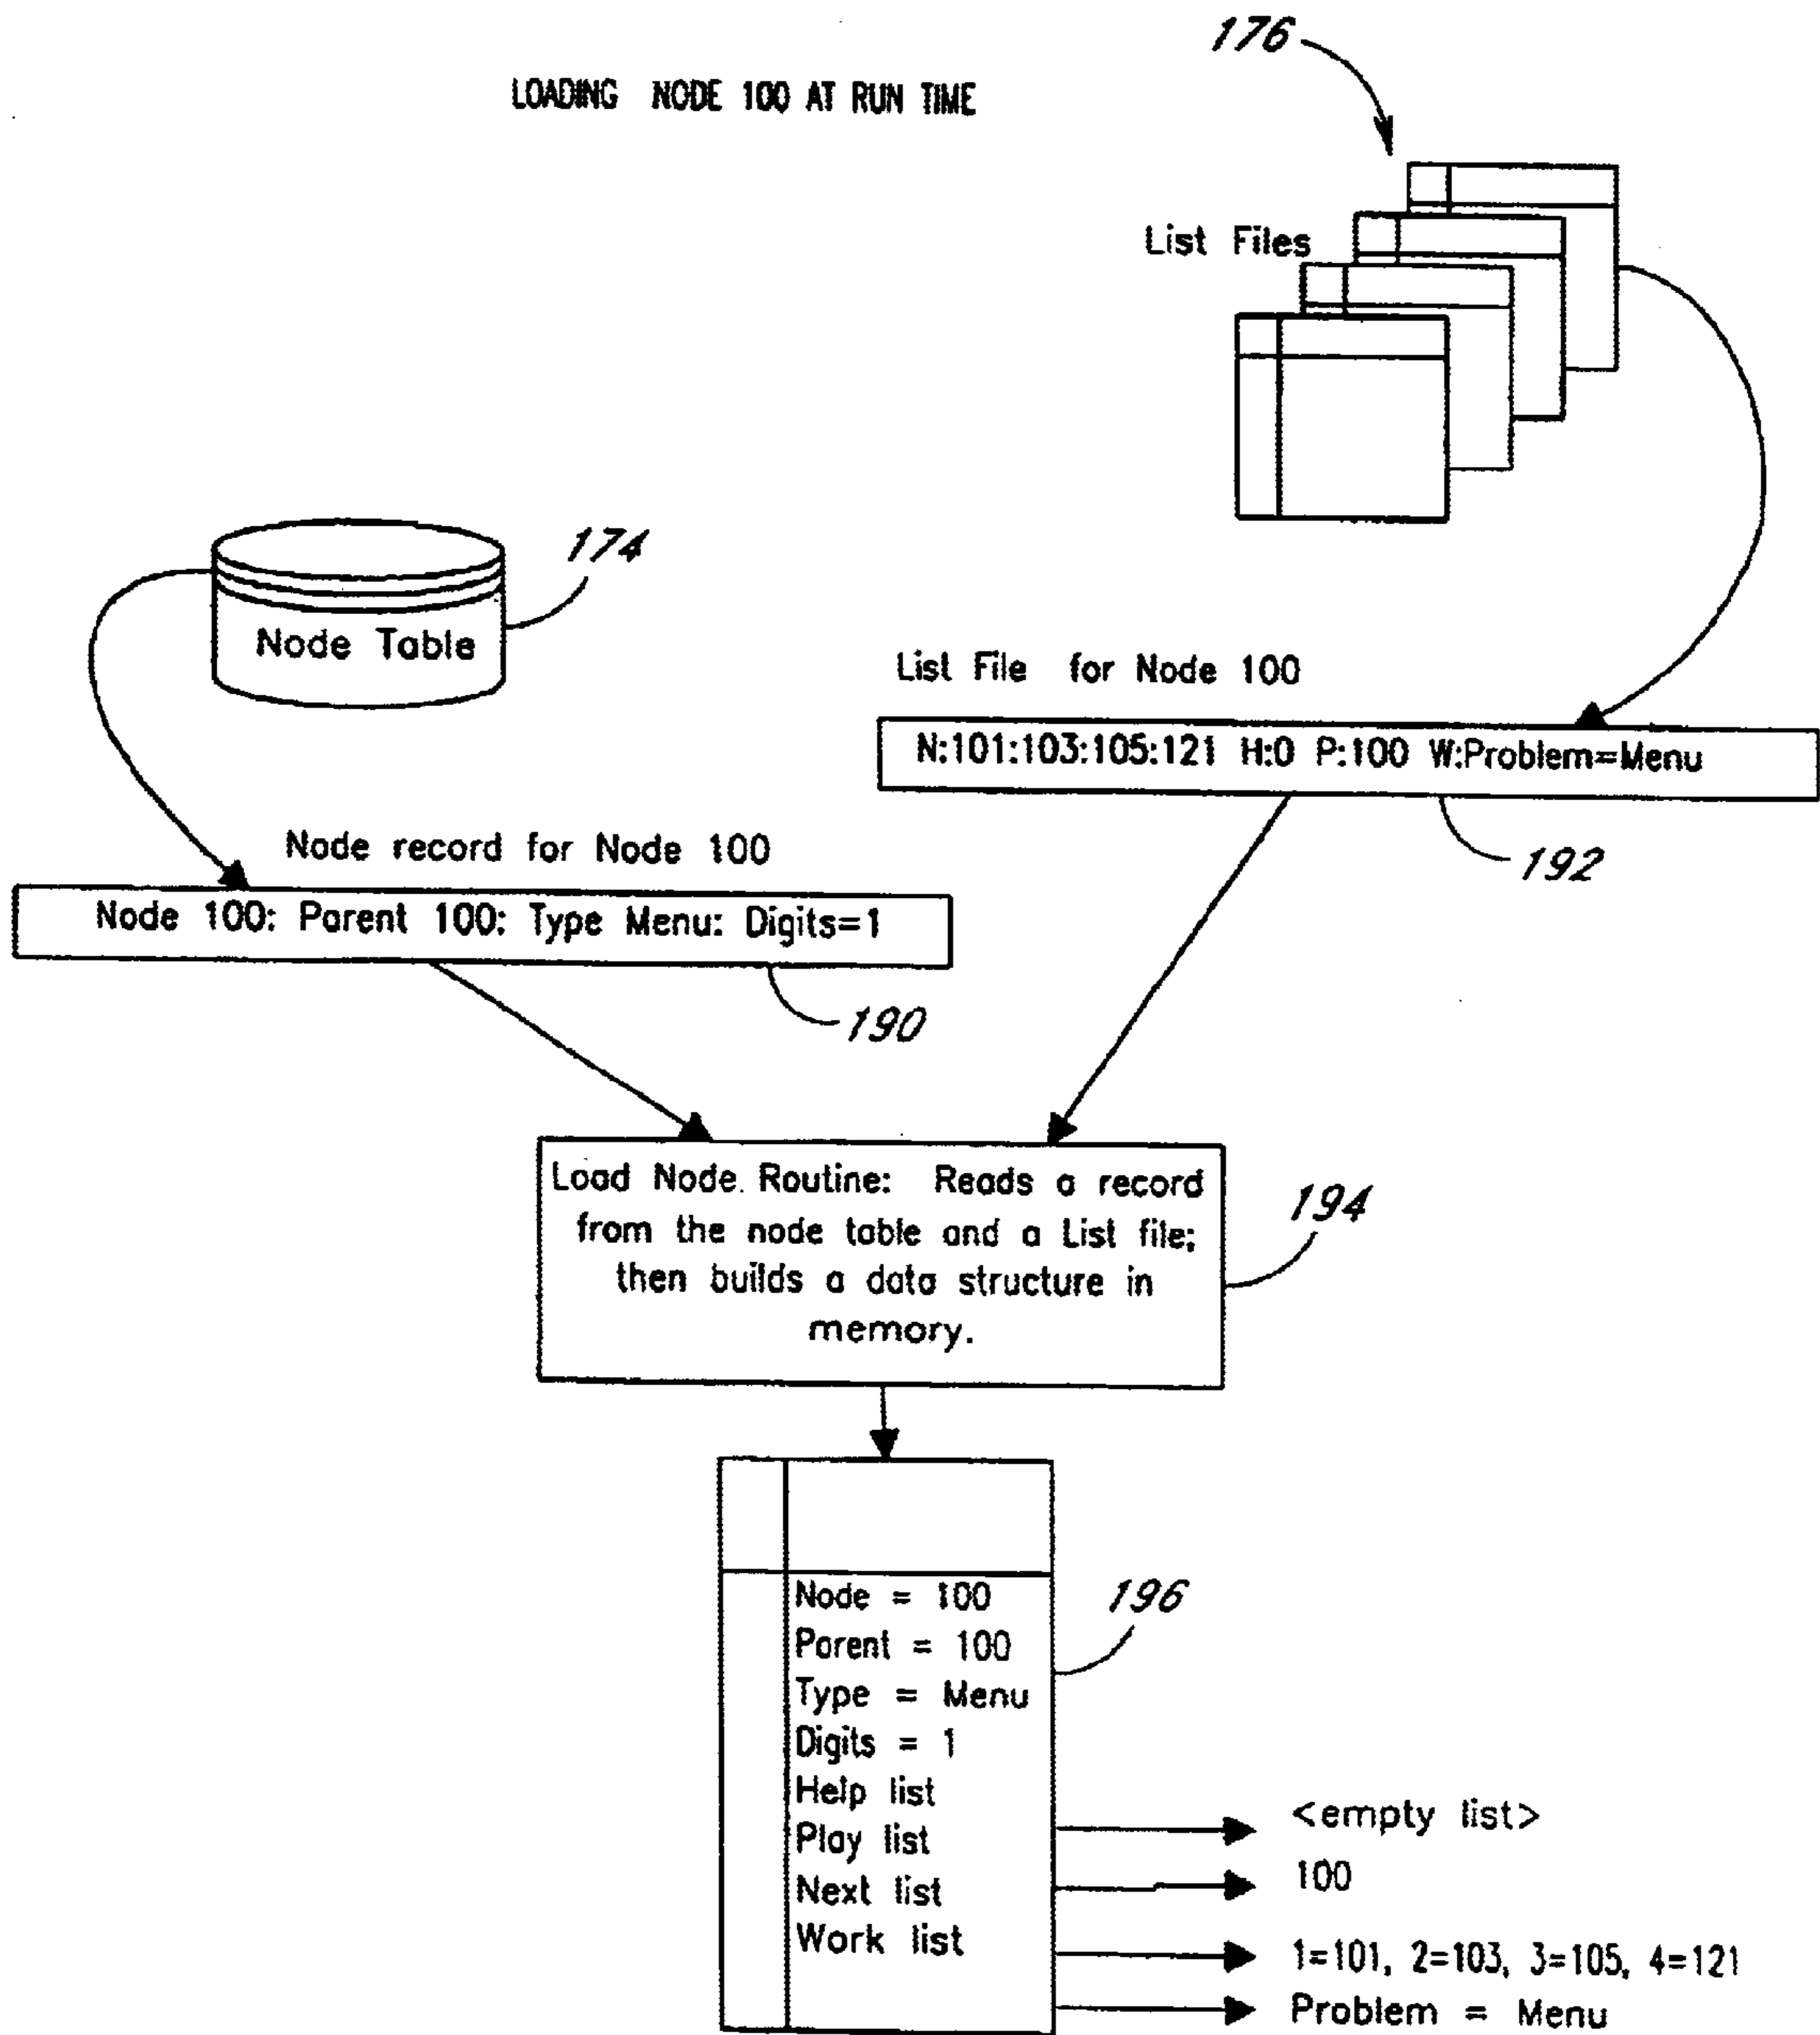 176
LOADING NODE 100 AT RUN TIME
List Files
174
Node Table
List File for Node 100
N:101:103:105:121 H:0 P:100 W:Problem=Menu
192
Node record for Node 100
Node 100: Parent 100: Type Menu: Digits=1
190
Load Node Routine: Reads a record
from the node table and a List file;
then builds a data structure in
memory.
194
Node = 100
Parent = 100
Type = Menu
Digits = 1
Help list
Play list
Next list
Work list
196
<empty list>
100
1=101, 2=103, 3=105, 4=121
Problem = Menu